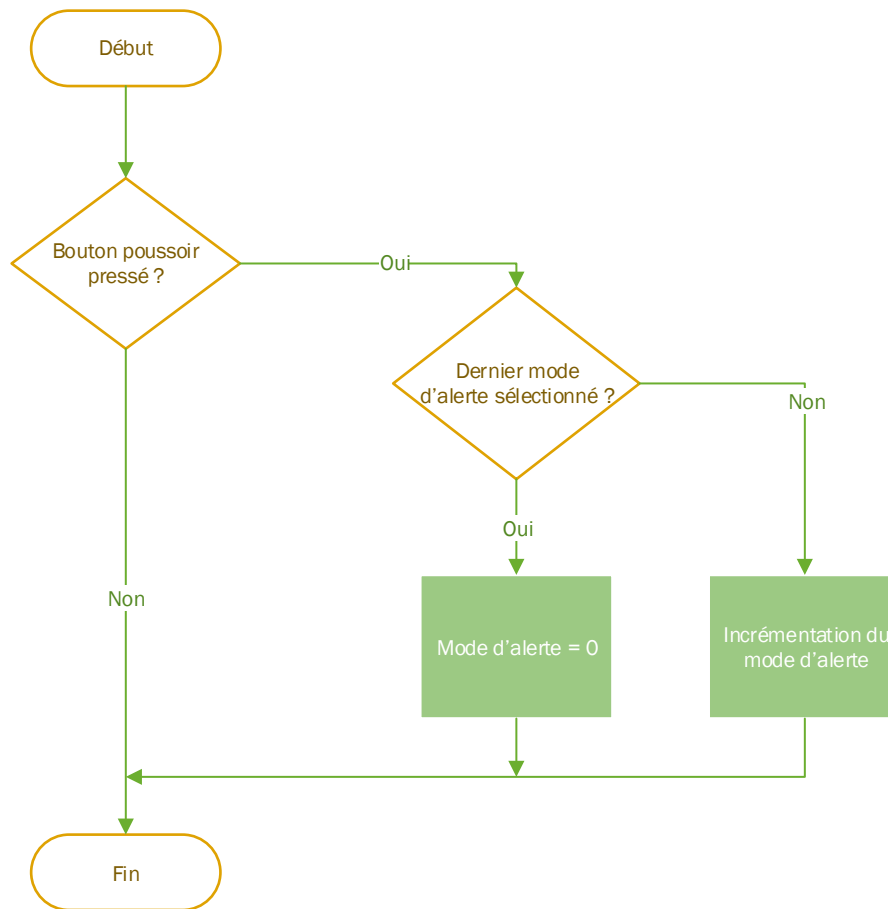 Début
Bouton poussoir
pressé ?
Oui
Dernier mode
d'alerte sélectionné ?
Non
Oui
Non
Mode d'alerte = 0
Incrémentation du
mode d'alerte
Fin